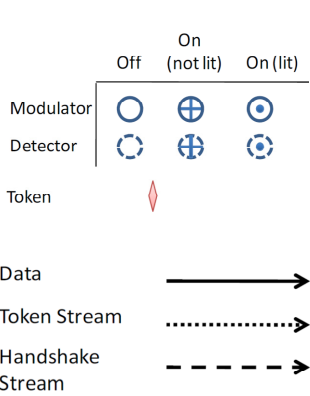 On
Off (not lit) On (lit)
Modulator
Detector
Token
Data
Token Stream
Handshake
Stream